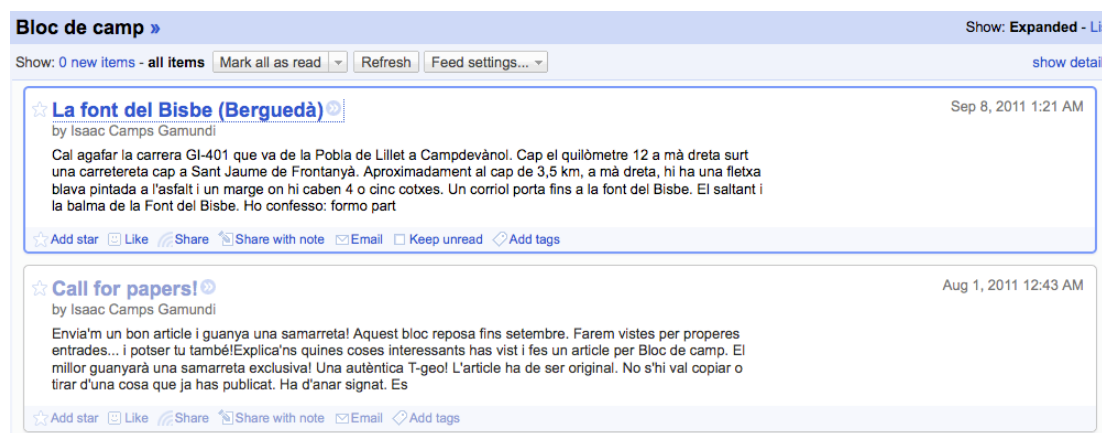 Bloc de camp »
Show: Expanded - Li
Show: 0 new items - all items Mark all as read Refresh Feed settings...
show detai
La font del Bisbe (Berguedà)
Sep 8, 2011 1:21 AM
by Isaac Camps Gamundi
Cal agafar la carrera GI-401 que va de la Pobla de Lillet a Campdevànol. Cap el quilòmetre 12 a mà dreta surt
una carretereta cap a Sant Jaume de Frontanyà. Aproximadament al cap de 3,5 km, a mà dreta, hi ha una fletxa
blava pintada a l'asfalt i un marge on hi caben 4 o cinc cotxes. Un corriol porta fins a la font del Bisbe. El saltant i
la balma de la Font del Bisbe. Ho confesso: formo part
Add star Like Share Share with note Email Keep unread Add tags
Call for papers!
Aug 1, 2011 12:43 AM
by Isaac Camps Gamundi
Envia'm un bon article i guanya una samarreta! Aquest bloc reposa fins setembre. Farem vistes per properes
entrades... i potser tu també!Explica'ns quines coses interessants has vist i fes un article per Bloc de camp. El
millor guanyarà una samarreta exclusiva! Una autèntica T-geo! L'article ha de ser original. No s'hi val copiar o
tirar d'una cosa que ja has publicat. Ha d'anar signat. Es
Add star Like Share Share with note Email Add tags